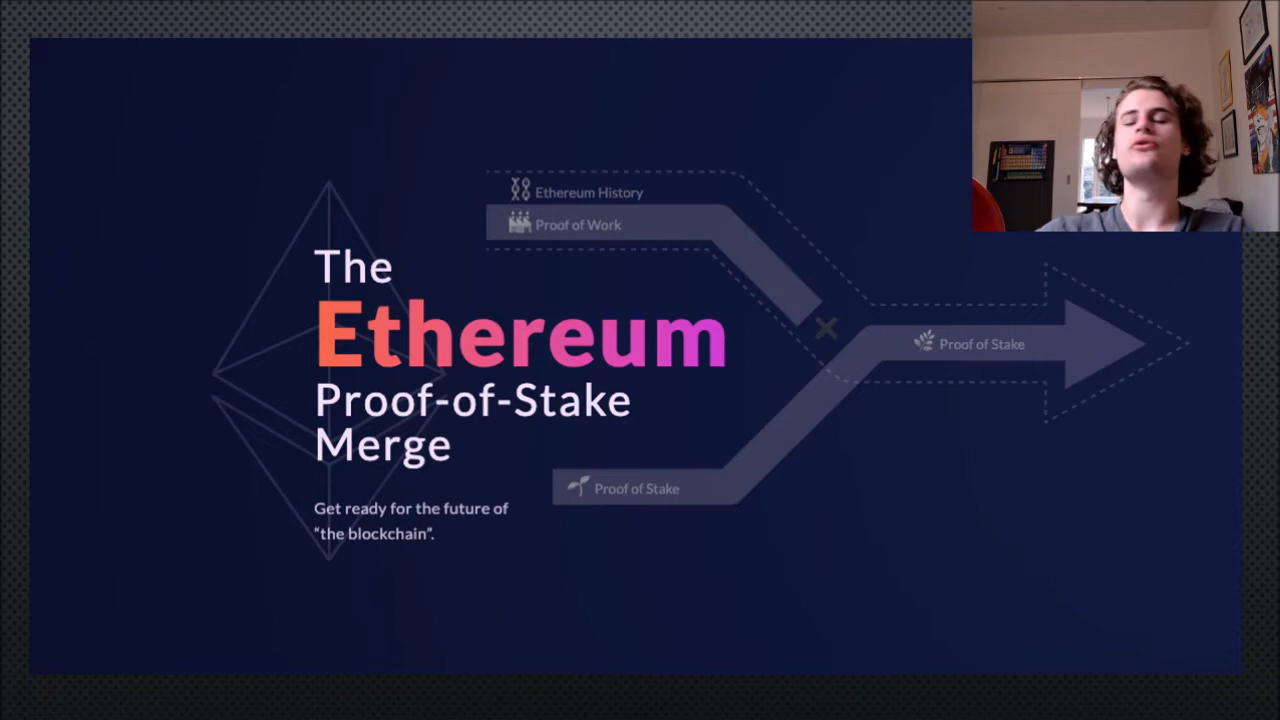 Ethereum History
Proof of Work
The
Ethereum
Proof-of-Stake
Merge
Proof of Stake
Proof of Stake
Get ready for the future of
“the blockchain”.